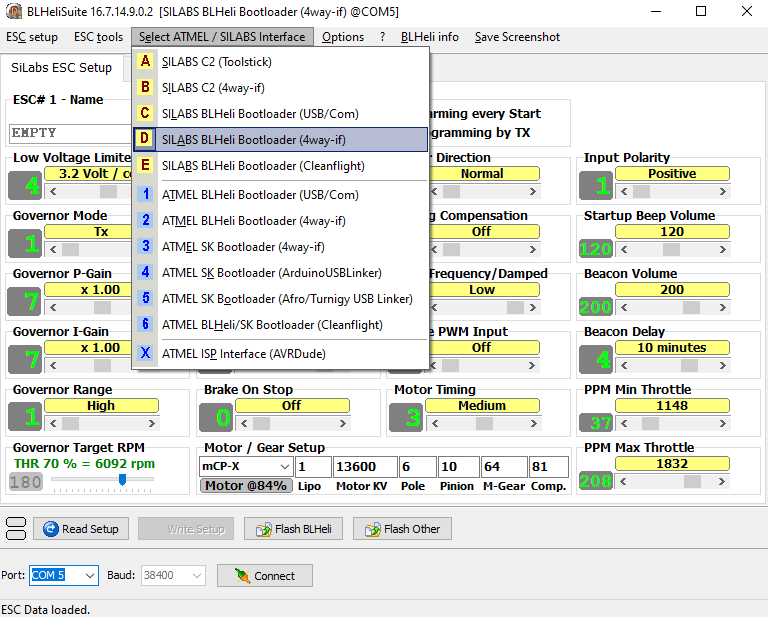 BLHeliSuite 16.7.14.9.0.2 [SILABS BLHeli Bootloader (4way-if) @COM5]
ESC setup ESC tools Select ATMEL / SILABS Interface Options ? BLHeli info Save Screenshot
SiLabs ESC Setup
A SILABS C2 (Toolstick)
B SILABS C2 (4way-if)
C SILABS BLHeli Bootloader (USB/Com)
D SILABS BLHeli Bootloader (4way-if)
E SILABS BLHeli Bootloader (Cleanflight)
1 ATMEL BLHeli Bootloader (USB/Com)
2 ATMEL BLHeli Bootloader (4way-if)
3 ATMEL SK Bootloader (4way-if)
4 ATMEL SK Bootloader (ArduinoUSBLinker)
5 ATMEL SK Bootloader (Afro/Turnigy USB Linker)
6 ATMEL BLHeli/SK Bootloader (Cleanflight)
X ATMEL ISP Interface (AVRDude)
ESC# 1 - Name
EMPTY
arming every Start
gramming by TX
Low Voltage Limite
4 3.2 Volt / c
Direction
Normal
Input Polarity
1 Positive
Governor Mode
1 Tx
g Compensation
Off
Startup Beep Volume
120 120
Governor P-Gain
7 x 1.00
Frequency/Damped
Low
Beacon Volume
200 200
Governor I-Gain
7 x 1.00
PWM Input
Off
Beacon Delay
4 10 minutes
Governor Range
1 High
Brake On Stop
0 Off
Motor Timing
3 Medium
PPM Min Throttle
37 1148
Governor Target RPM
THR 70 % = 6092 rpm
180
Motor / Gear Setup
mCP-X 1 13600 6 10 64 81
Motor @84% Lipo Motor KV Pole Pinion M-Gear Comp.
PPM Max Throttle
208 1832
Read Setup Write Setup Flash BLHeli Flash Other
Port: COM 5 Baud: 38400 Connect
ESC Data loaded.